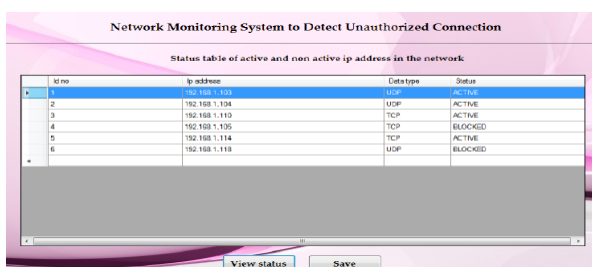 Network Monitoring System to Detect Unauthorized Connection
Status table of active and non active ip address in the network
Id no Ip address Data type Status
1 192.168.1.103 UDP ACTIVE
2 192.168.1.104 UDP ACTIVE
3 192.168.1.110 TCP ACTIVE
4 192.168.1.105 TCP BLOCKED
5 192.168.1.114 TCP ACTIVE
6 192.168.1.118 UDP BLOCKED
View status Save